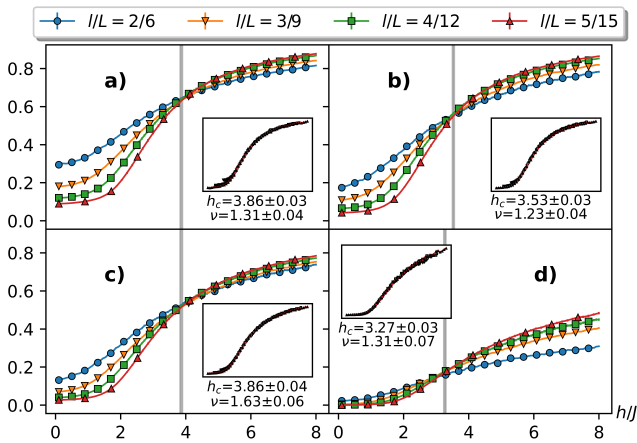 l/L = 2/6 l/L = 3/9 l/L = 4/12 l/L = 5/15
0.8
0.6
0.4
0.2
0.0
a)
h_c=3.86±0.03
ν=1.31±0.04
b)
h_c=3.53±0.03
ν=1.23±0.04
0.8
0.6
0.4
0.2
0.0
c)
h_c=3.86±0.04
ν=1.63±0.06
d)
h_c=3.27±0.03
ν=1.31±0.07
0 2 4 6 8 0 2 4 6 8
h/J